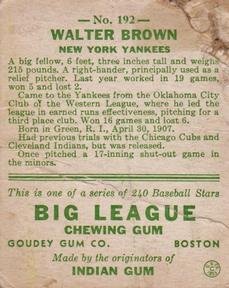 — No. 192 —
WALTER BROWN
NEW YORK YANKEES
A big fellow, 6 feet, three inches tall and weighs
215 pounds. A right-hander, principally used as a
relief pitcher. Last year worked in 19 games,
won 5 and lost 2.
Came to the Yankees from the Oklahoma City
Club of the Western League, where he led the
league in earned runs effectiveness, pitching for a
third place club. Won 16 games and lost 6.
Born in Green, R. I., April 30, 1907.
Had previous trials with the Chicago Cubs and
Cleveland Indians, but was released.
Once pitched a 17-inning shut-out game in
the minors.
This is one of a series of 240 Baseball Stars
BIG LEAGUE
CHEWING GUM
GOUDEY GUM CO. BOSTON
Made by the originators of
INDIAN GUM